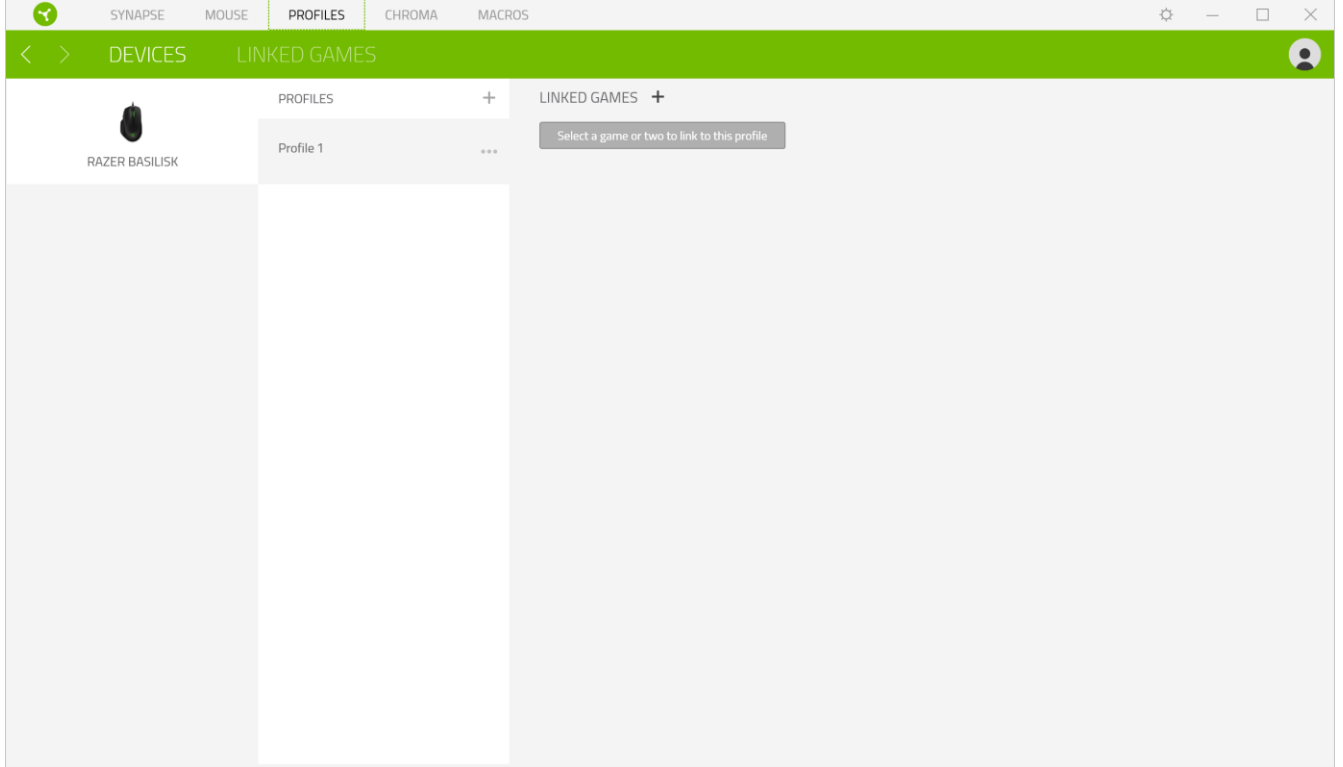 SYNAPSE MOUSE PROFILES CHROMA MACROS
DEVICES LINKED GAMES
RAZER BASILISK
PROFILES
Profile 1
LINKED GAMES
Select a game or two to link to this profile